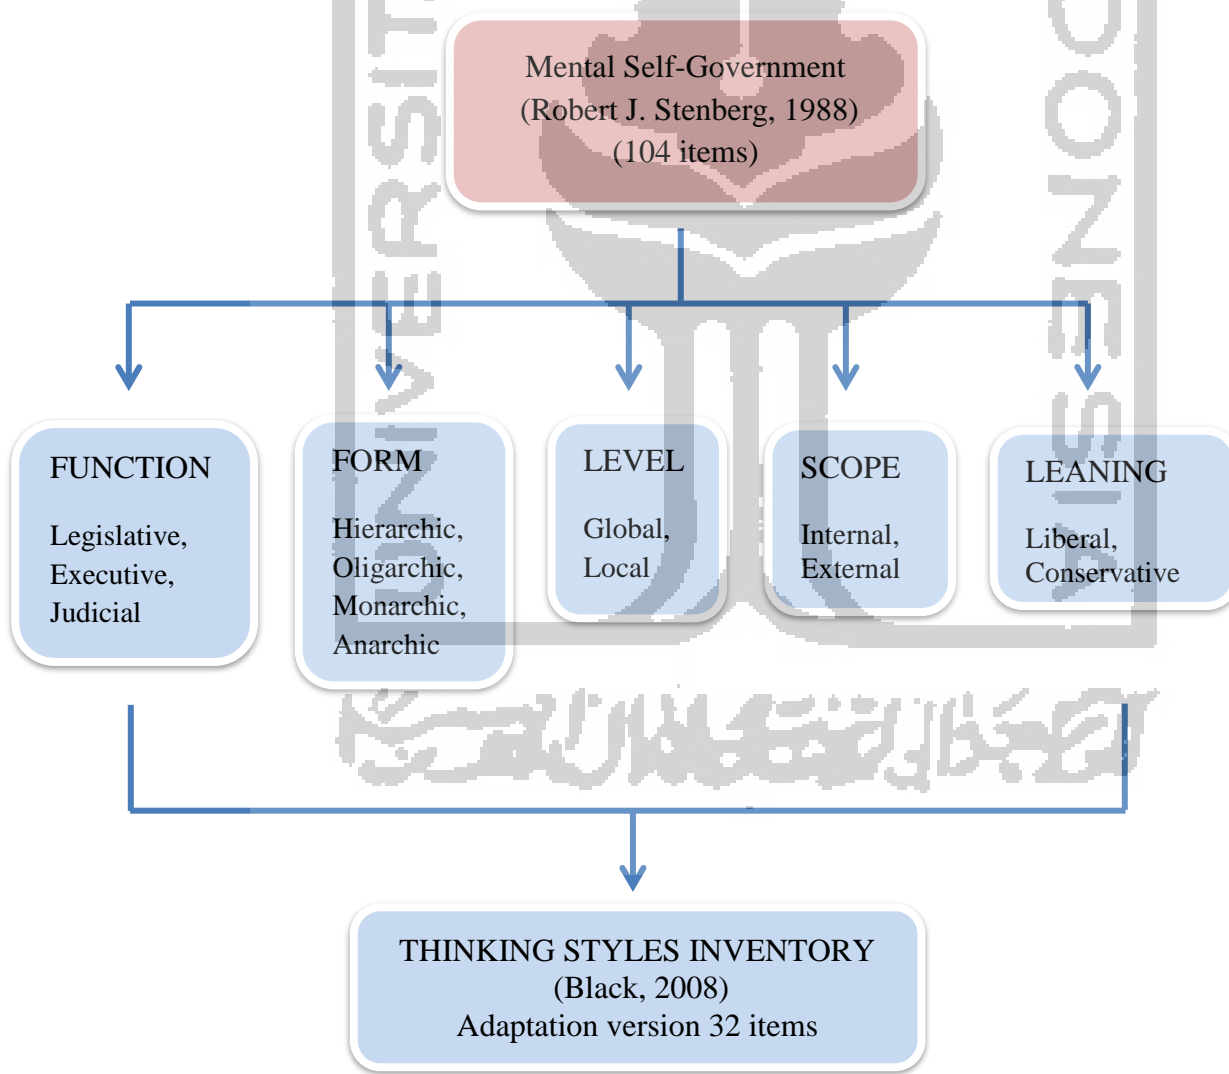 Mental Self-Government
(Robert J. Stenberg, 1988)
(104 items)
FUNCTION
Legislative,
Executive,
Judicial
FORM
Hierarchic,
Oligarchic,
Monarchic,
Anarchic
LEVEL
Global,
Local
SCOPE
Internal,
External
LEANING
Liberal,
Conservative
THINKING STYLES INVENTORY
(Black, 2008)
Adaptation version 32 items
UNIVERSIT